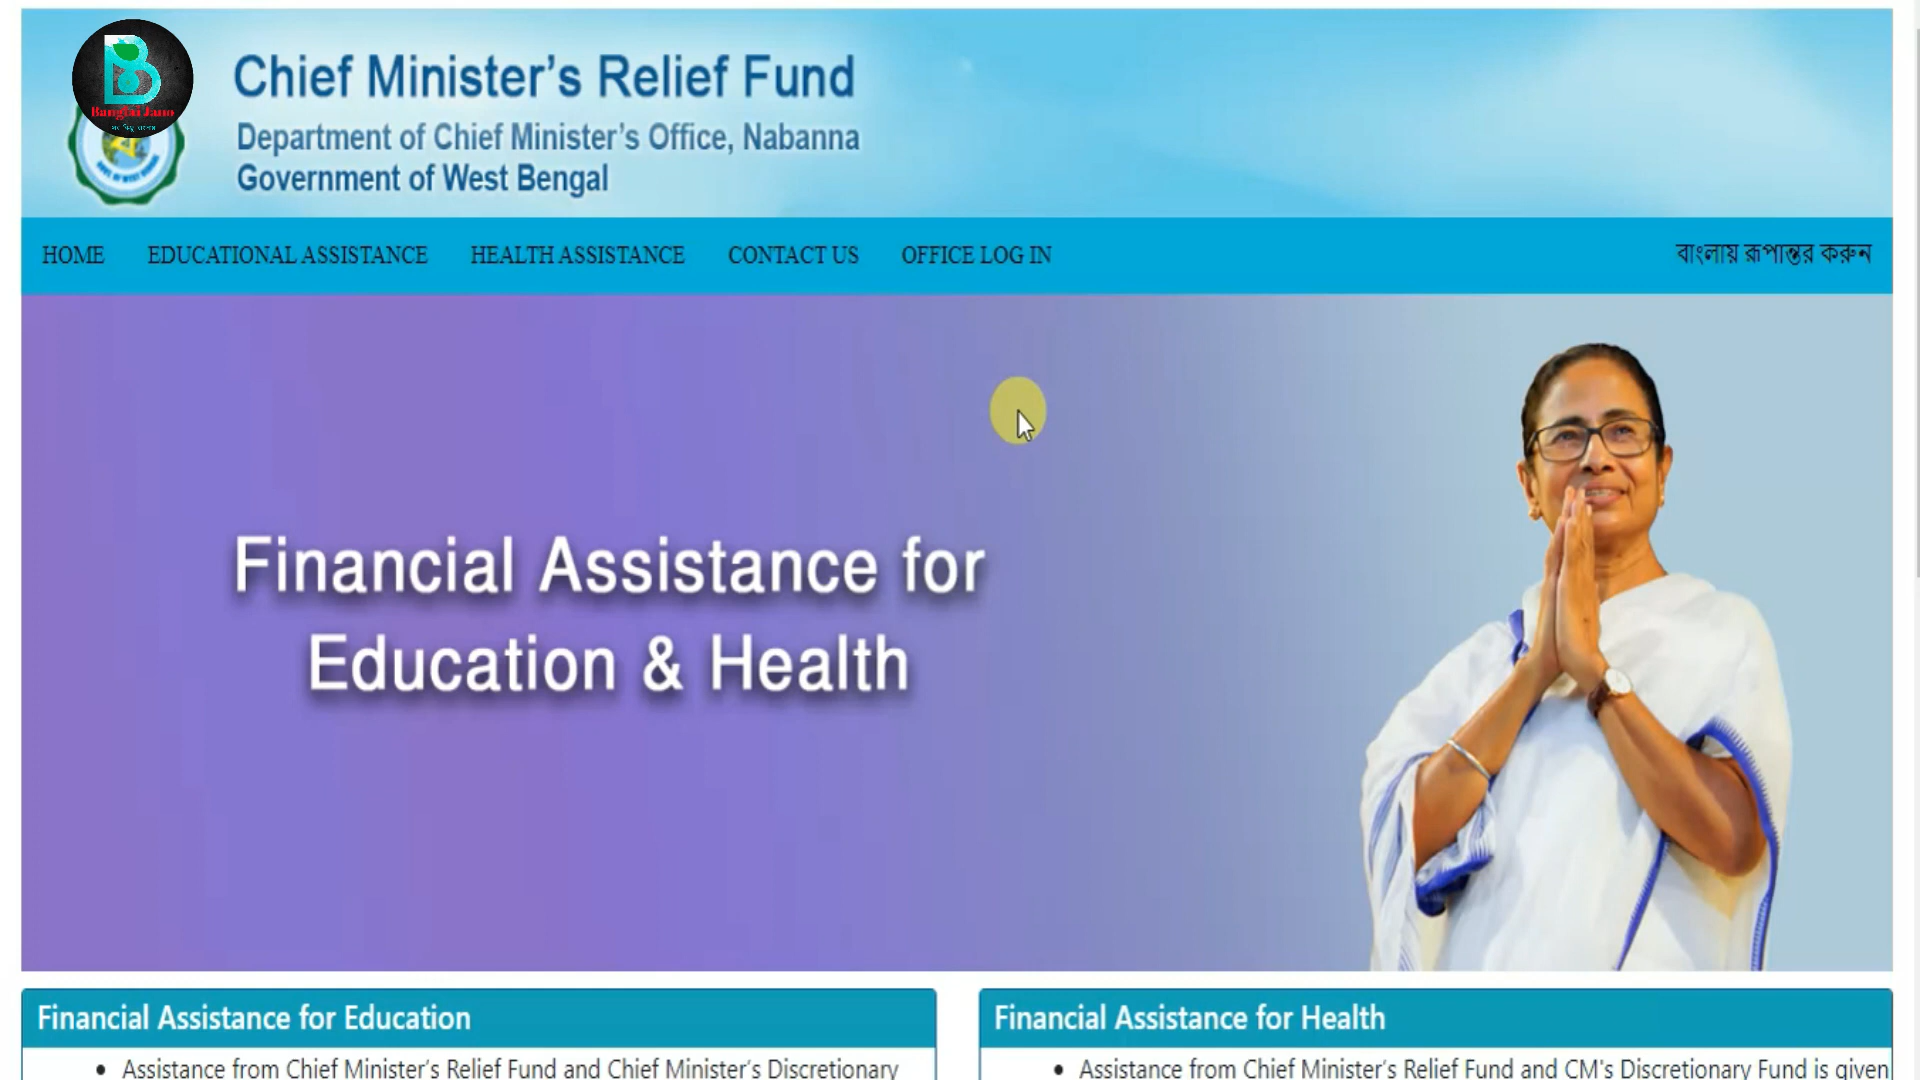 Banglai Jano
Chief Minister’s Relief Fund
Department of Chief Minister’s Office, Nabanna
Government of West Bengal
HOME EDUCATIONAL ASSISTANCE HEALTH ASSISTANCE CONTACT US OFFICE LOG IN বাংলায় রূপান্তর করুন
Financial Assistance for
Education & Health
Financial Assistance for Education
Assistance from Chief Minister’s Relief Fund and Chief Minister’s Discretionary
Financial Assistance for Health
Assistance from Chief Minister’s Relief Fund and CM's Discretionary Fund is given